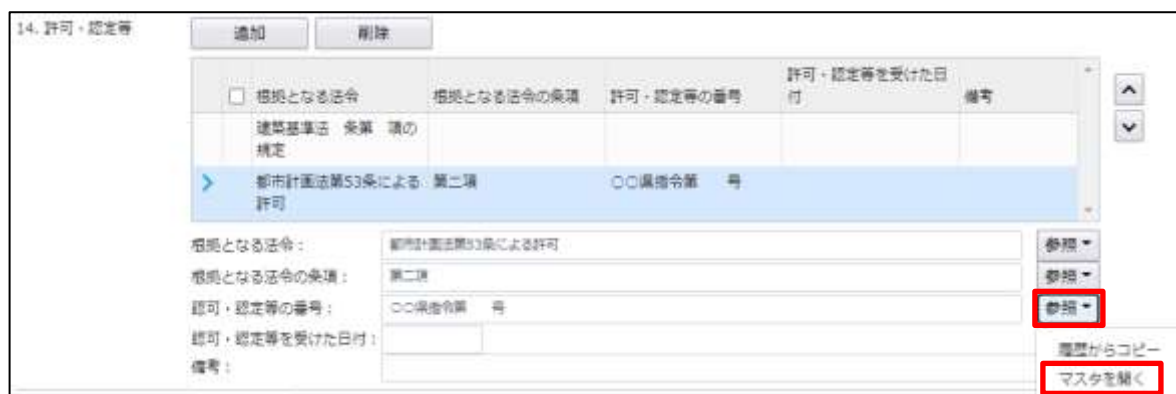 14. 許可・認定等
追加 削除
根拠となる法令 根拠となる法令の条項 許可・認定等の番号 許可・認定等を受けた日付 備考
建築基準法　条第　項の規定
都市計画法第53条による許可 第二項 〇〇県指令第　　号
根拠となる法令： 都市計画法第53条による許可 参照
根拠となる法令の条項： 第二項 参照
認可・認定等の番号： 〇〇県指令第　　号 参照
認可・認定等を受けた日付：
備考：
履歴からコピー
マスタを開く